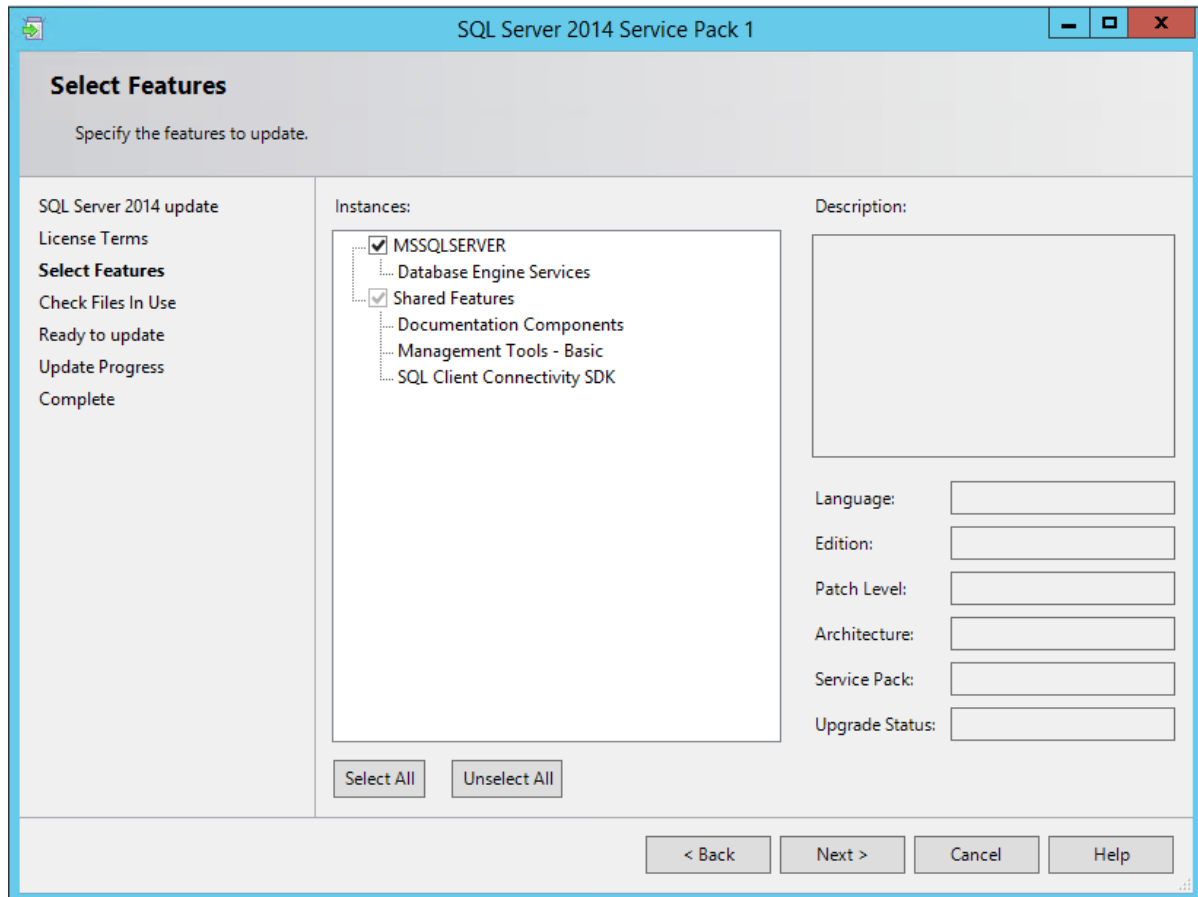 SQL Server 2014 Service Pack 1
Select Features
Specify the features to update.
SQL Server 2014 update
License Terms
Select Features
Check Files In Use
Ready to update
Update Progress
Complete
Instances:
MSSQLSERVER
Database Engine Services
Shared Features
Documentation Components
Management Tools - Basic
SQL Client Connectivity SDK
Select All
Unselect All
Description:
Language:
Edition:
Patch Level:
Architecture:
Service Pack:
Upgrade Status:
< Back
Next >
Cancel
Help